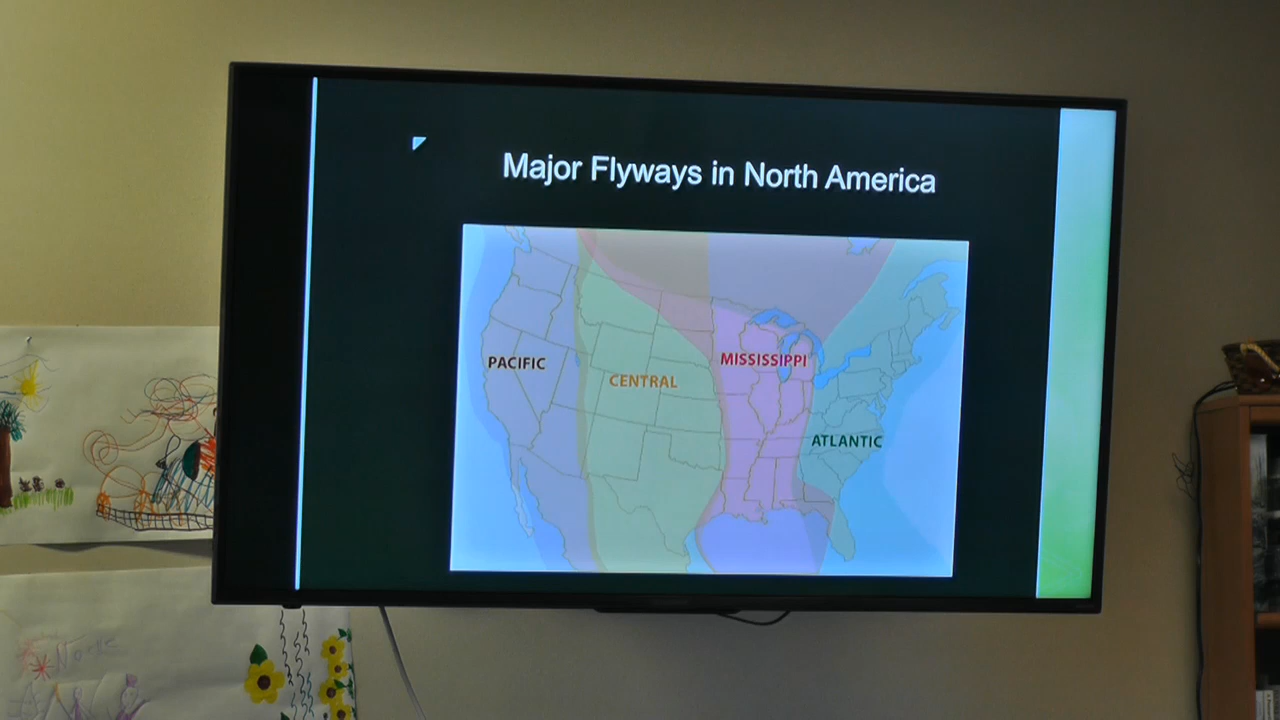 Major Flyways in North America
PACIFIC
CENTRAL
MISSISSIPPI
ATLANTIC